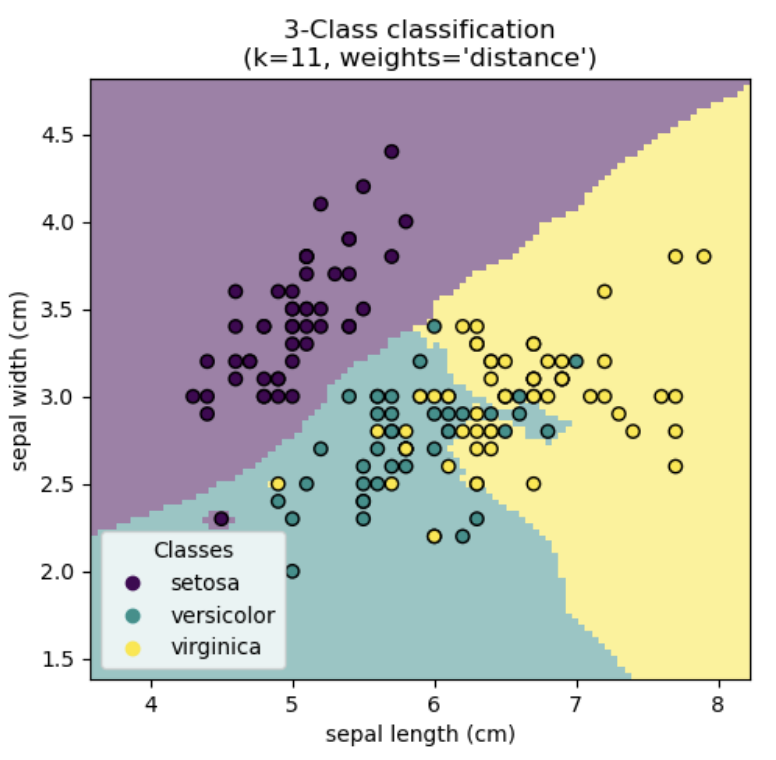 3-Class classification
(k=11, weights='distance')
4.5
4.0
3.5
3.0
2.5
2.0
1.5
sepal width (cm)
Classes
setosa
versicolor
virginica
4 5 6 7 8
sepal length (cm)